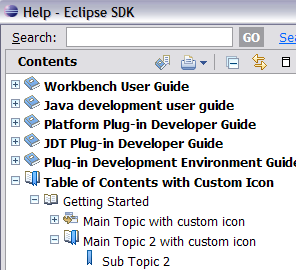 Help - Eclipse SDK
Search: GO Sea
Contents
Workbench User Guide
Java development user guide
Platform Plug-in Developer Guide
JDT Plug-in Developer Guide
Plug-in Development Environment Guide
Table of Contents with Custom Icon
Getting Started
Main Topic with custom icon
Main Topic 2 with custom icon
Sub Topic 2